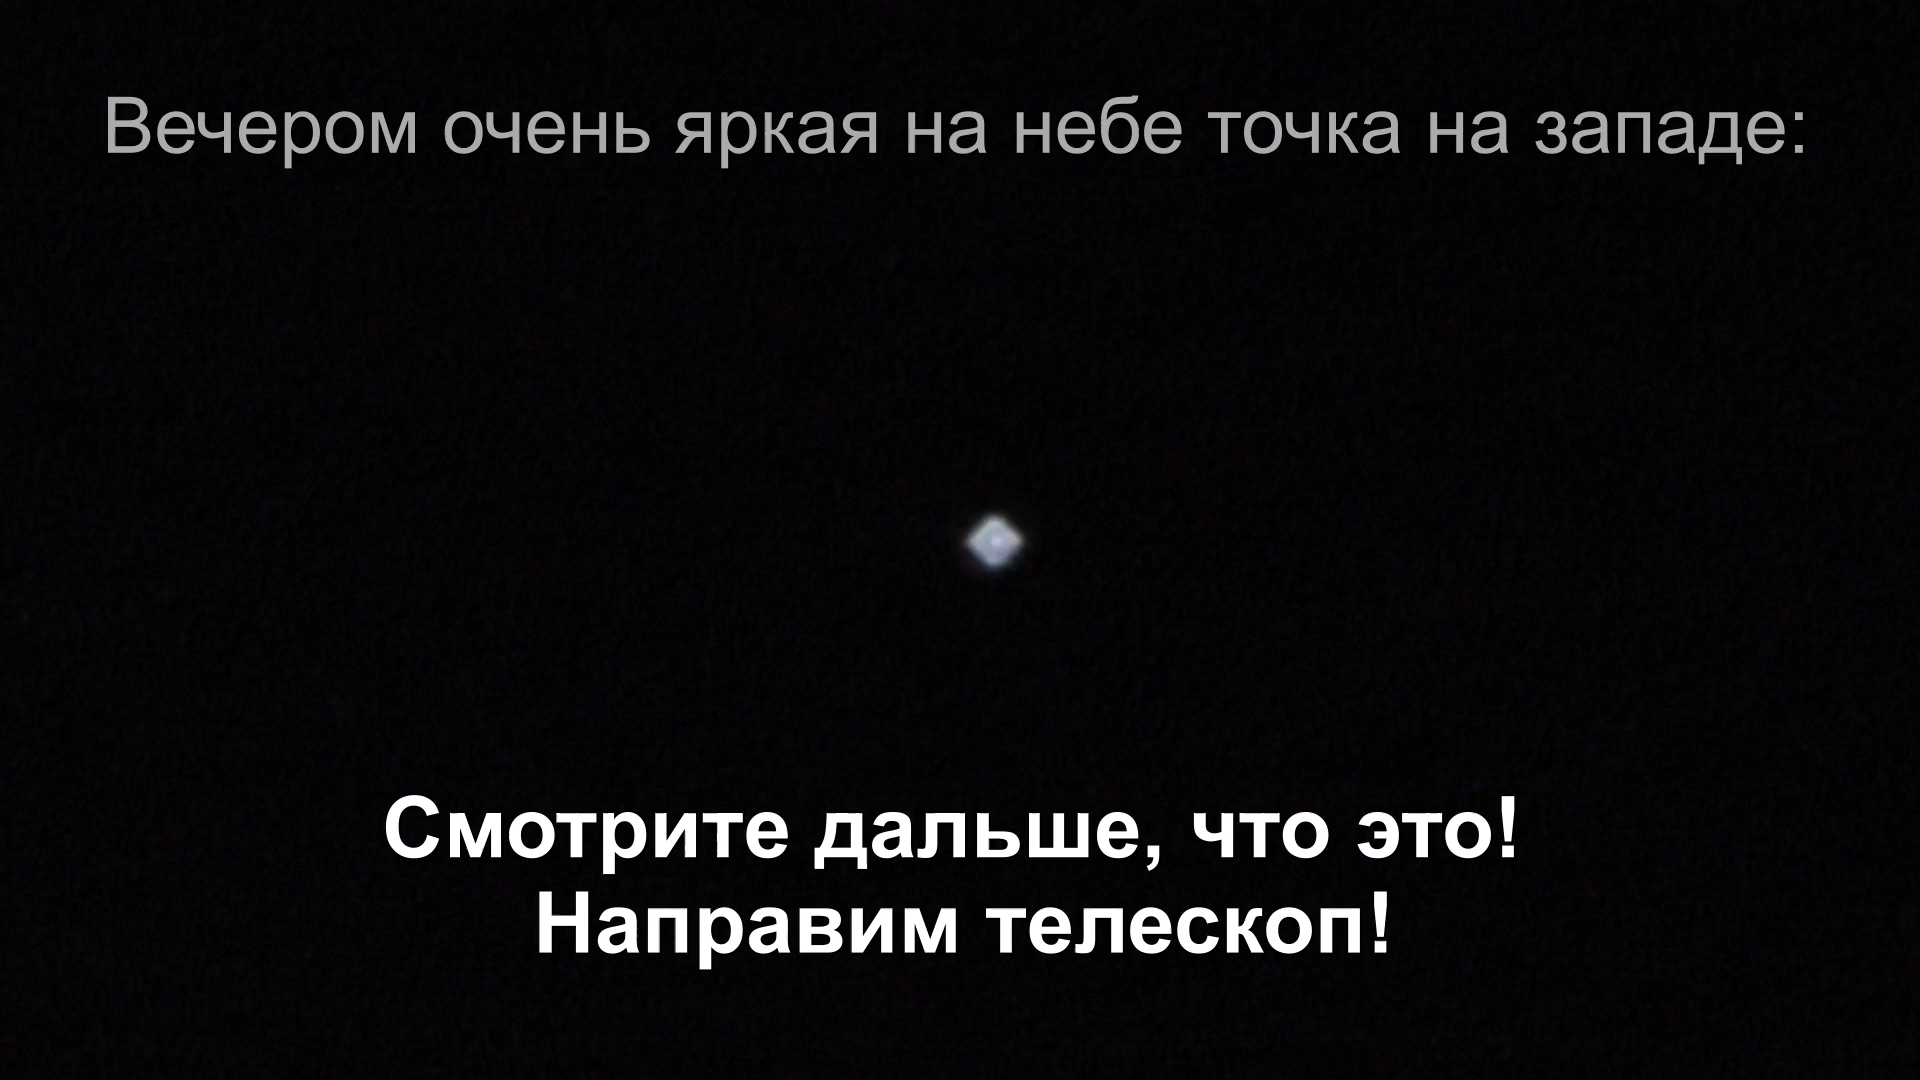 Вечером очень яркая на небе точка на западе:
Смотрите дальше, что это!
Направим телескоп!